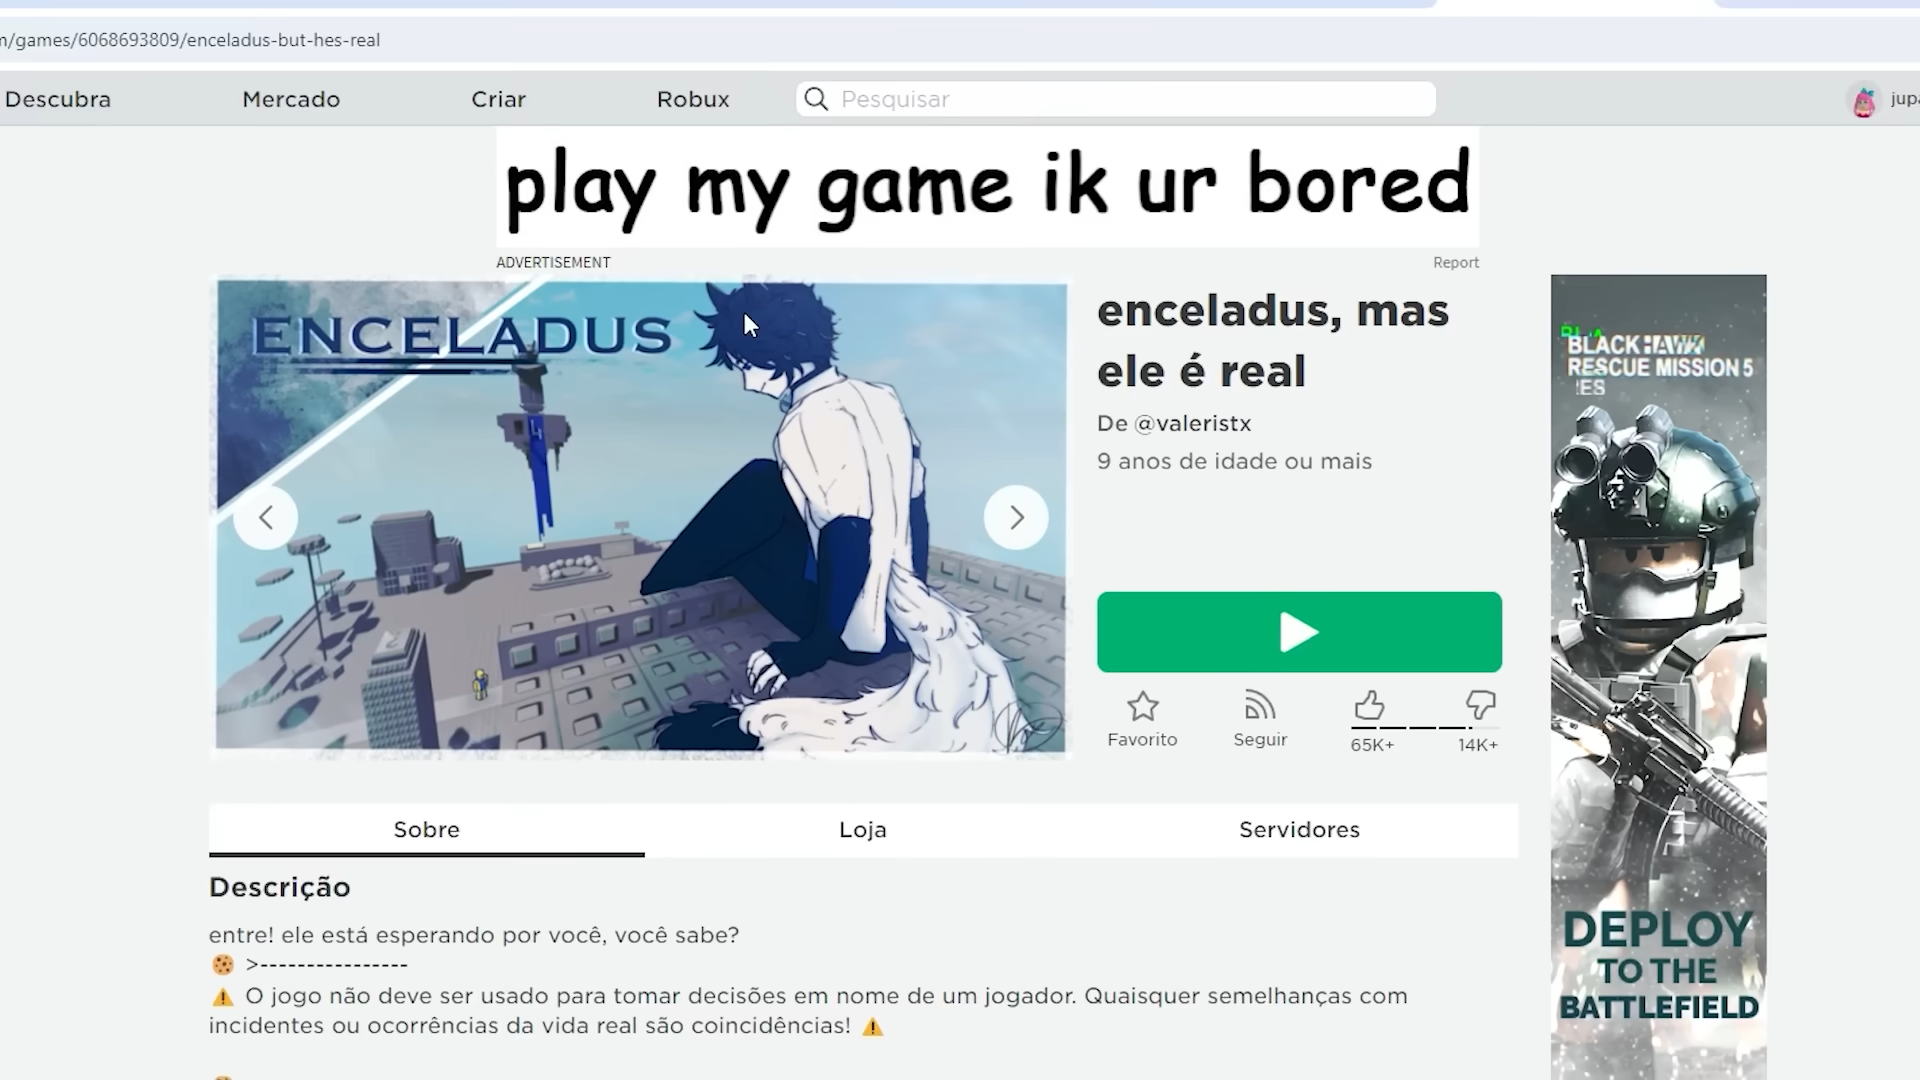 m/games/6068693809/enceladus-but-hes-real
Descubra Mercado Criar Robux Pesquisar
play my game ik ur bored
ADVERTISEMENT Report
ENCELADUS
enceladus, mas
ele é real
De @valeristx
9 anos de idade ou mais
Favorito Seguir 65K+ 14K+
Sobre Loja Servidores
Descrição
entre! ele está esperando por você, você sabe?
🍪 >----------------
⚠️ O jogo não deve ser usado para tomar decisões em nome de um jogador. Quaisquer semelhanças com
incidentes ou ocorrências da vida real são coincidências! ⚠️
BLACK HAWK
RESCUE MISSION 5
DEPLOY
TO THE
BATTLEFIELD